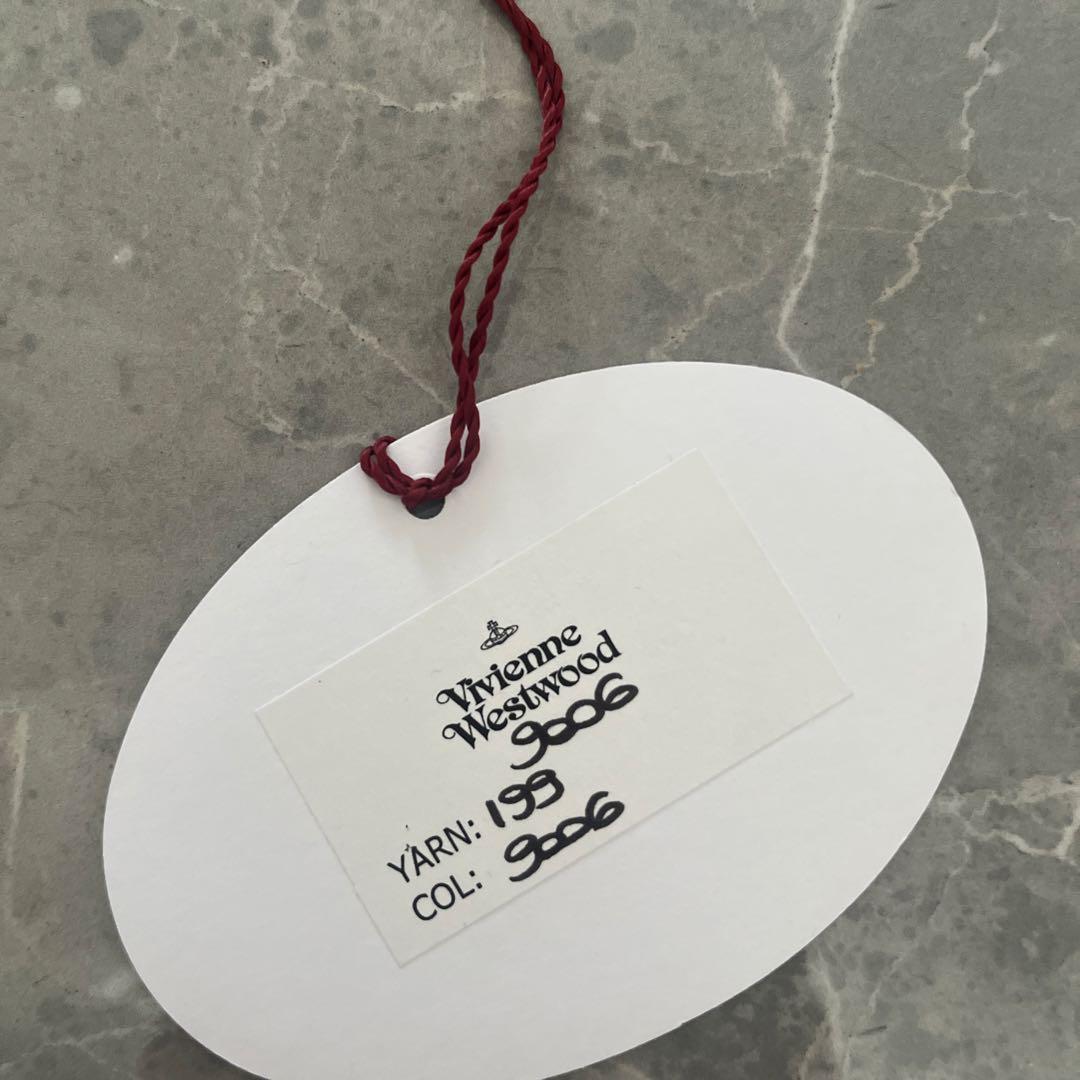 Vivienne
Westwood
9006
YARN: 199
COL: 9006